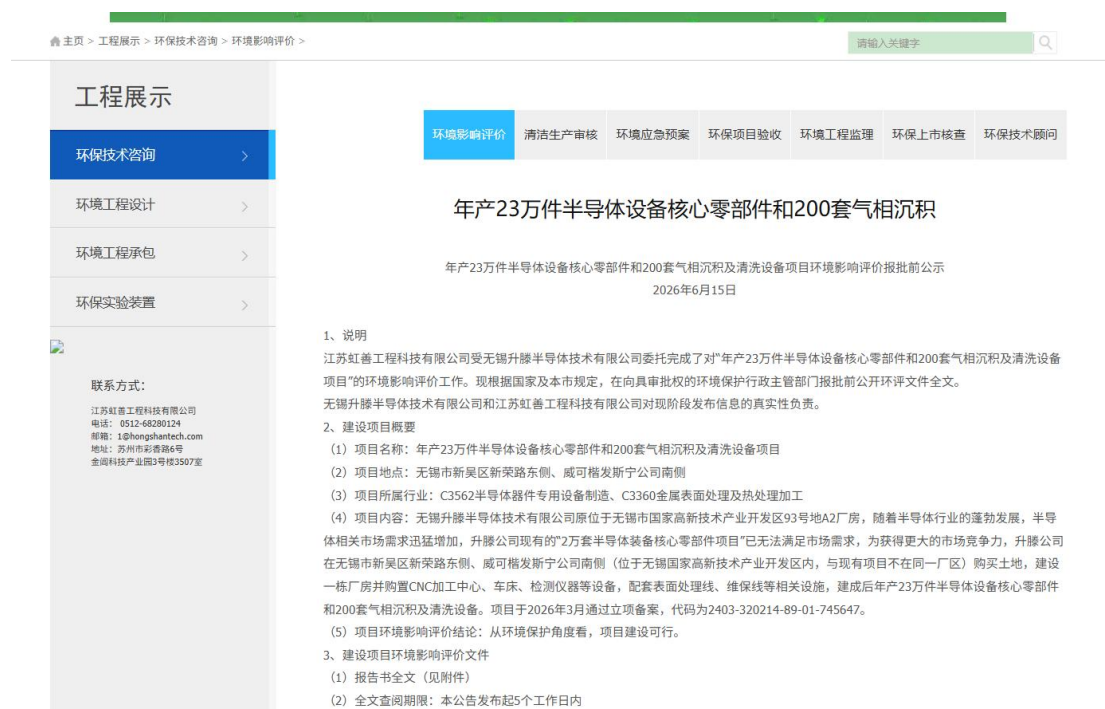 主页 > 工程展示 > 环保技术咨询 > 环境影响评价 >
请输入关键字
工程展示
环保技术咨询
环境工程设计
环境工程承包
环保实验装置
联系方式：
江苏虹善工程科技有限公司
电话： 0512-68280124
邮箱：1@hongshantech.com
地址：苏州市彩香路6号
金阊科技产业园3号楼3507室
环境影响评价 清洁生产审核 环境应急预案 环保项目验收 环境工程监理 环保上市核查 环保技术顾问
年产23万件半导体设备核心零部件和200套气相沉积
年产23万件半导体设备核心零部件和200套气相沉积及清洗设备项目环境影响评价报批前公示
2026年6月15日
1、说明
江苏虹善工程科技有限公司受无锡升滕半导体技术有限公司委托完成了对“年产23万件半导体设备核心零部件和200套气相沉积及清洗设备
项目”的环境影响评价工作。现根据国家及本市规定，在向具审批权的环境保护行政主管部门报批前公开环评文件全文。
无锡升滕半导体技术有限公司和江苏虹善工程科技有限公司对现阶段发布信息的真实性负责。
2、建设项目概要
（1）项目名称：年产23万件半导体设备核心零部件和200套气相沉积及清洗设备项目
（2）项目地点：无锡市新吴区新荣路东侧、威可楷发斯宁公司南侧
（3）项目所属行业：C3562半导体器件专用设备制造、C3360金属表面处理及热处理加工
（4）项目内容：无锡升滕半导体技术有限公司原位于无锡市国家高新技术产业开发区93号地A2厂房，随着半导体行业的蓬勃发展，半导
体相关市场需求迅猛增加，升滕公司现有的“2万套半导体装备核心零部件项目”已无法满足市场需求，为获得更大的市场竞争力，升滕公司
在无锡市新吴区新荣路东侧、威可楷发斯宁公司南侧（位于无锡国家高新技术产业开发区内，与现有项目不在同一厂区）购买土地，建设
一栋厂房并购置CNC加工中心、车床、检测仪器等设备，配套表面处理线、维保线等相关设施，建成后年产23万件半导体设备核心零部件
和200套气相沉积及清洗设备。项目于2026年3月通过立项备案，代码为2403-320214-89-01-745647。
（5）项目环境影响评价结论：从环境保护角度看，项目建设可行。
3、建设项目环境影响评价文件
（1）报告书全文（见附件）
（2）全文查阅期限：本公告发布起5个工作日内